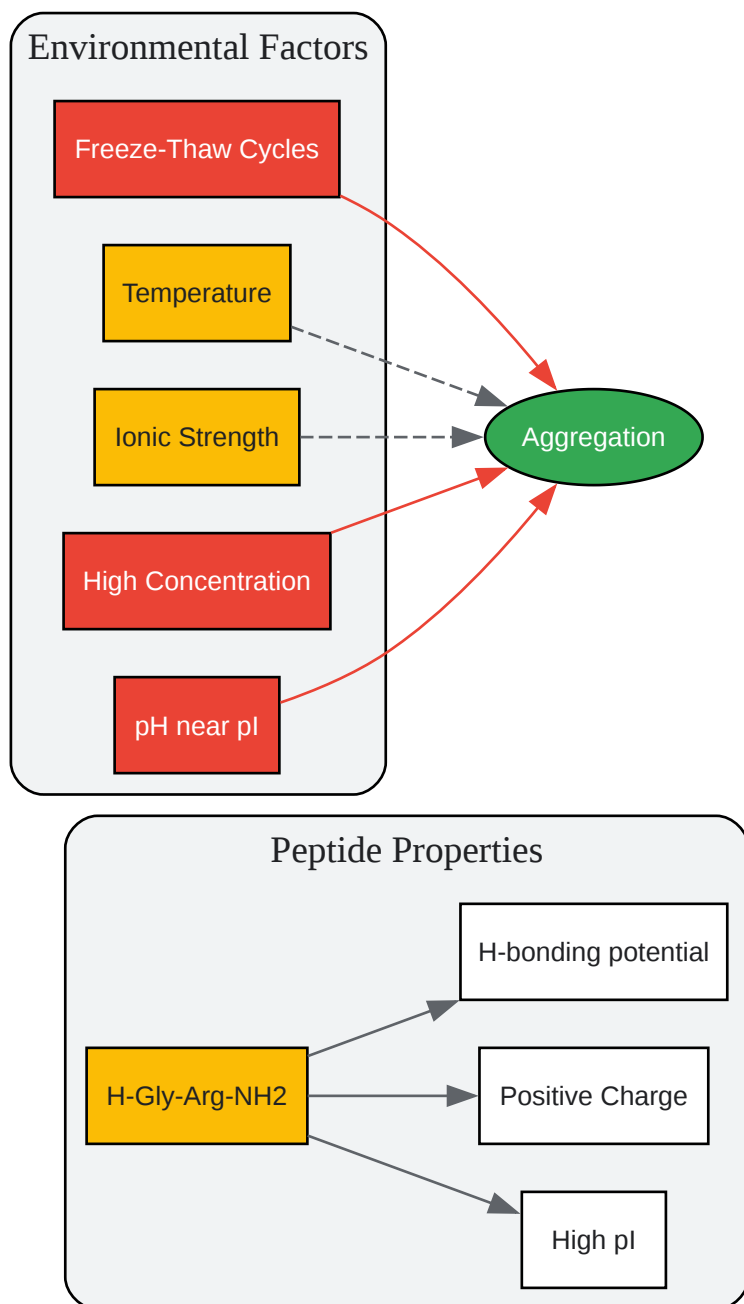 Environmental Factors
Freeze-Thaw Cycles
Temperature
Ionic Strength
Aggregation
High Concentration
pH near pI
Peptide Properties
H-bonding potential
H-Gly-Arg-NH2
Positive Charge
High pI